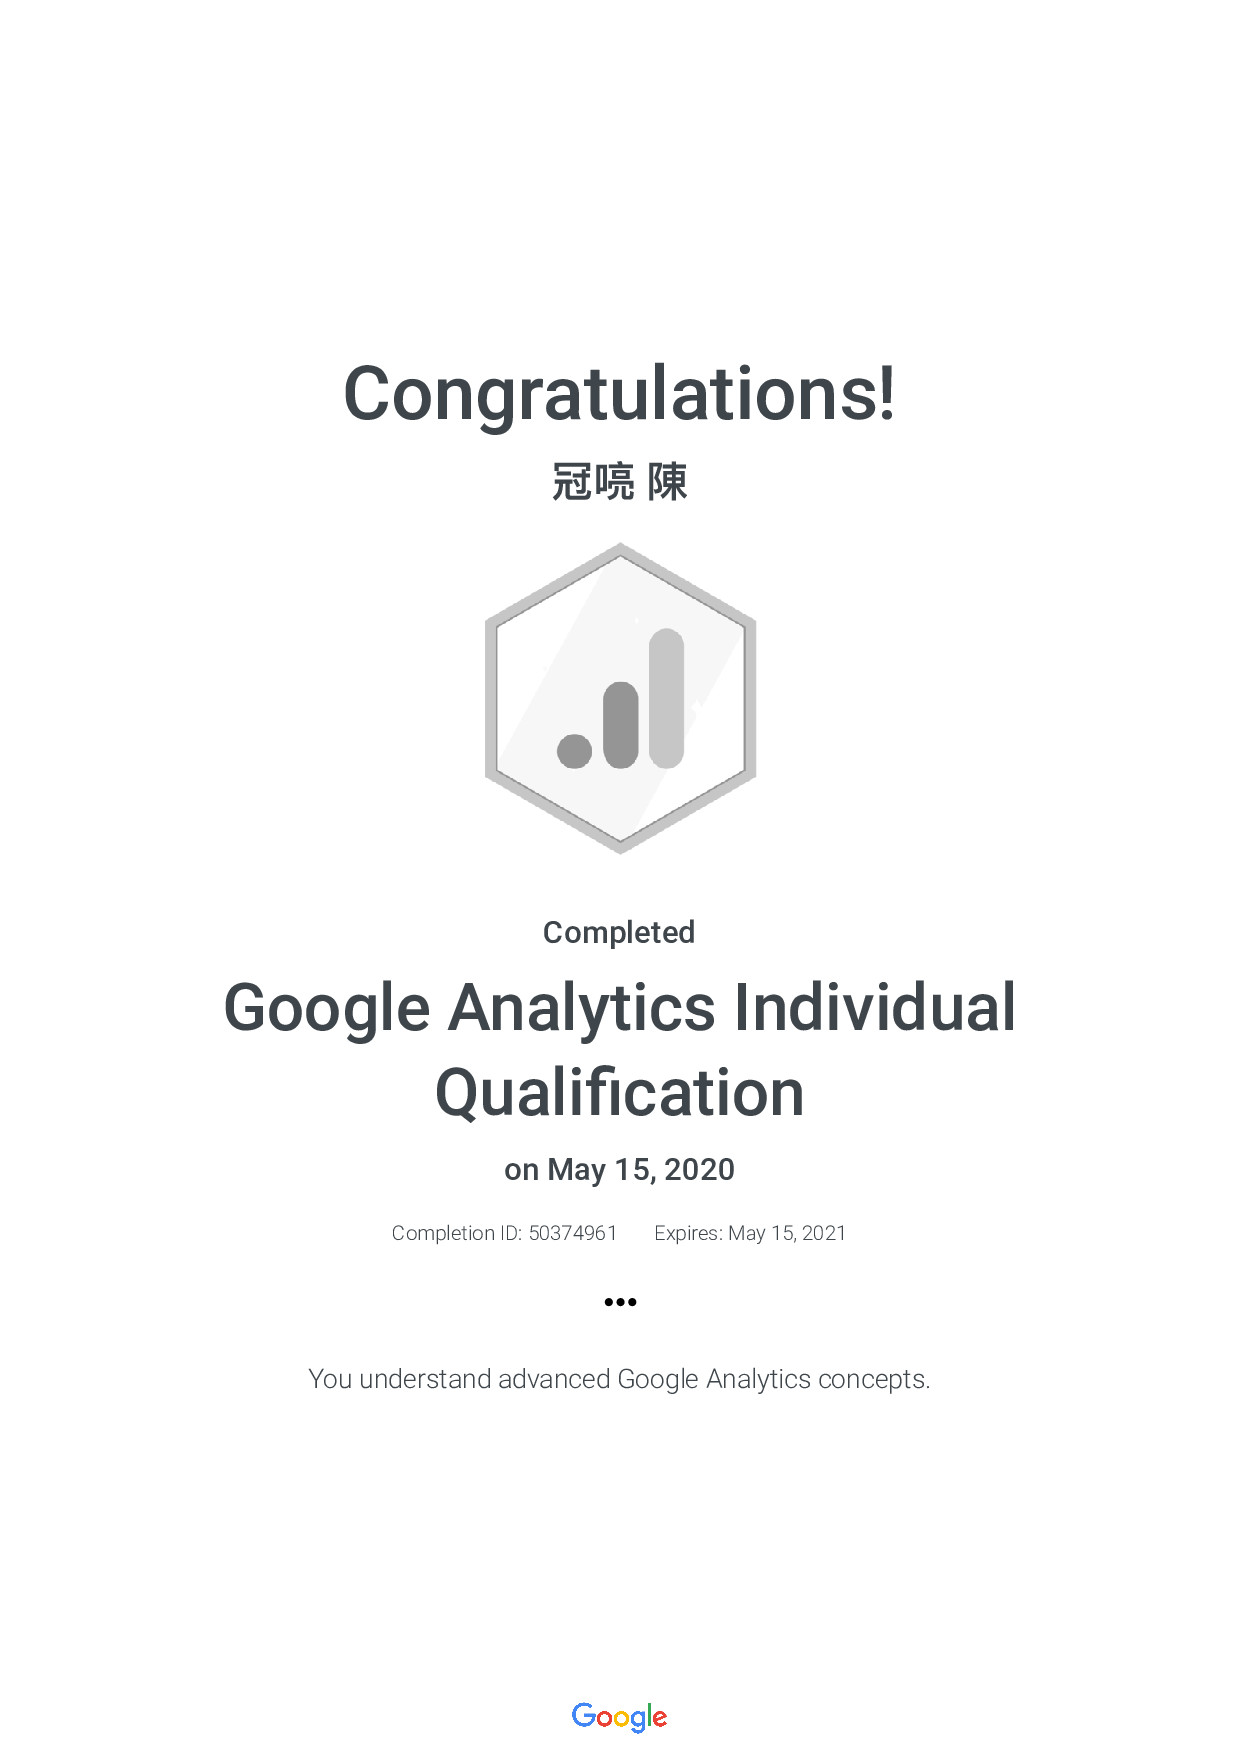 Congratulations!
冠喨 陳
Completed
Google Analytics Individual
Qualification
on May 15, 2020
Completion ID: 50374961 Expires: May 15, 2021
•••
You understand advanced Google Analytics concepts.
Google